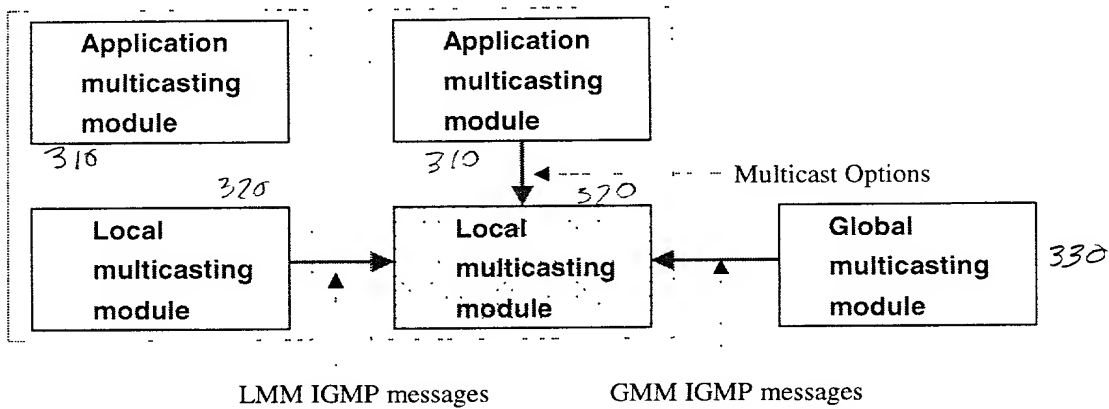 Application
multicasting
module
310
Application
multicasting
module
310
Multicast Options
320
Local
multicasting
module
320
Local
multicasting
module
Global
multicasting
module
330
LMM IGMP messages
GMM IGMP messages